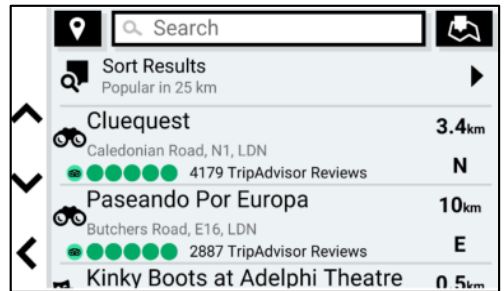 Search
Sort Results
Popular in 25 km
Cluequest
3.4km
Caledonian Road, N1, LDN
4179 TripAdvisor Reviews
N
Paseando Por Europa
10km
Butchers Road, E16, LDN
2887 TripAdvisor Reviews
E
Kinky Boots at Adelphi Theatre
0.5km